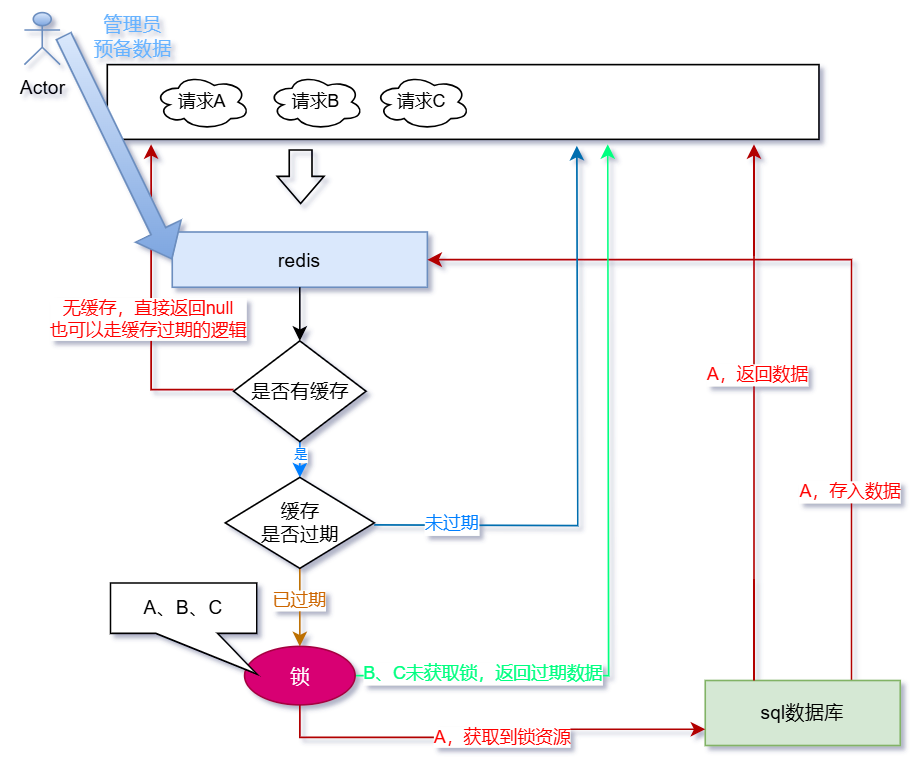 管理员
预备数据
Actor
请求A
请求B
请求C
redis
无缓存，直接返回null
也可以走缓存过期的逻辑
是否有缓存
A，返回数据
是
A，存入数据
缓存
是否过期
未过期
已过期
A、B、C
锁
B、C未获取锁，返回过期数据
sql数据库
A，获取到锁资源